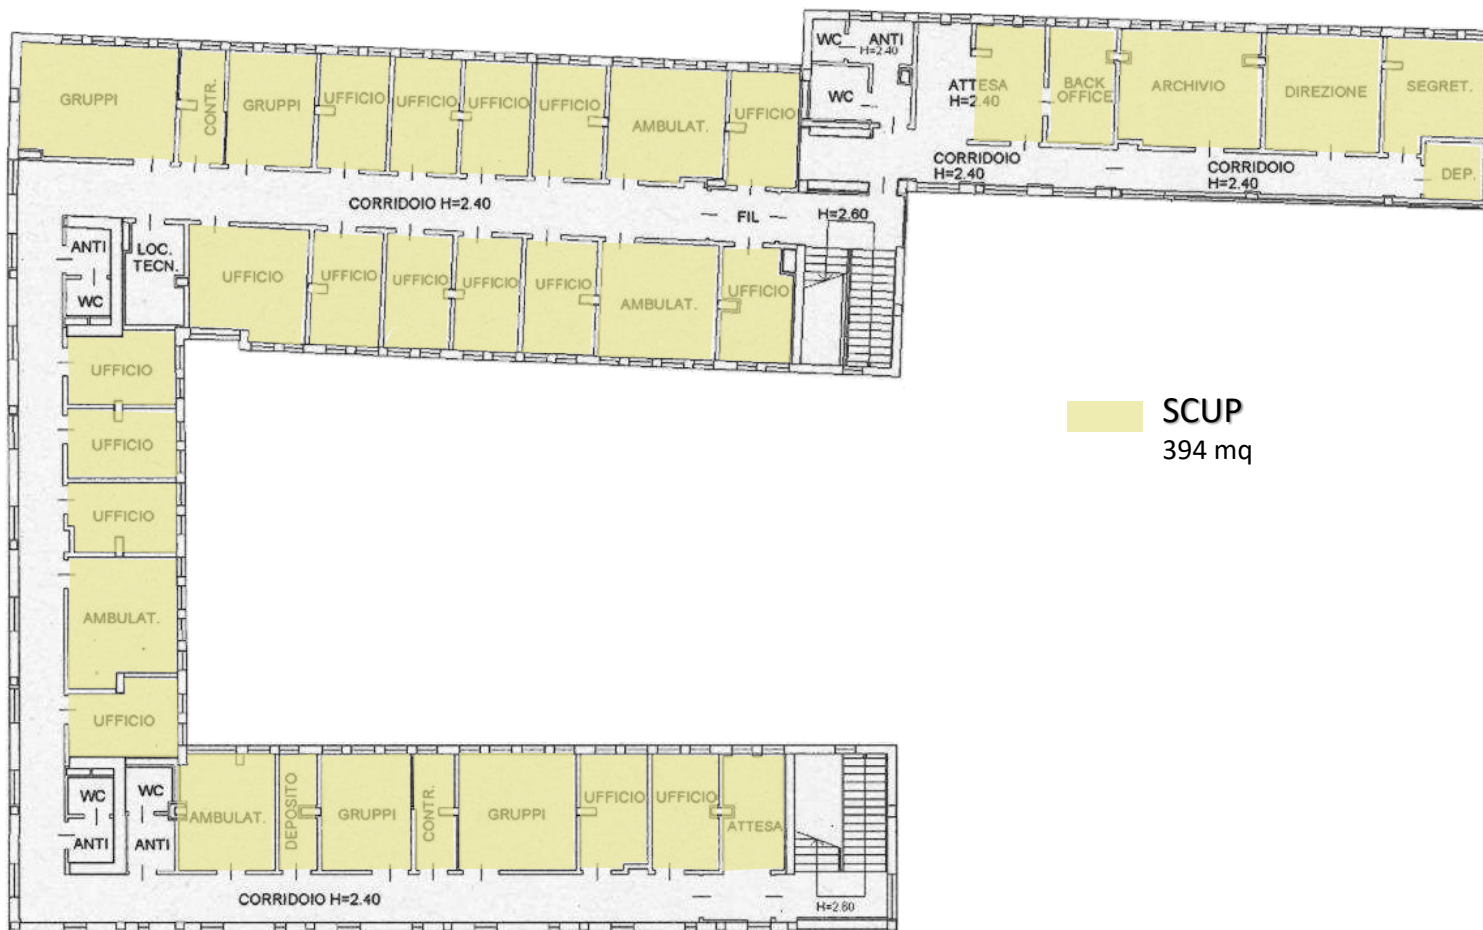 WC
ANTI
H=2.40
WC
ATTESA
H=2.40
BACK
OFFICE
ARCHIVIO
DIREZIONE
SEGRET.
DEP.
CORRIDOIO
H=2.40
CORRIDOIO
H=2.40
GRUPPI
CONTR.
GRUPPI
UFFICIO
UFFICIO
UFFICIO
UFFICIO
AMBULAT.
UFFICIO
CORRIDOIO H=2.40
FIL
H=2.60
ANTI
WC
LOC.
TECN.
UFFICIO
UFFICIO
UFFICIO
UFFICIO
UFFICIO
AMBULAT.
UFFICIO
UFFICIO
UFFICIO
UFFICIO
AMBULAT.
UFFICIO
SCUP
394 mq
WC
ANTI
WC
ANTI
AMBULAT.
DEPOSITO
GRUPPI
CONTR.
GRUPPI
UFFICIO
UFFICIO
ATTESA
CORRIDOIO H=2.40
H=2.60